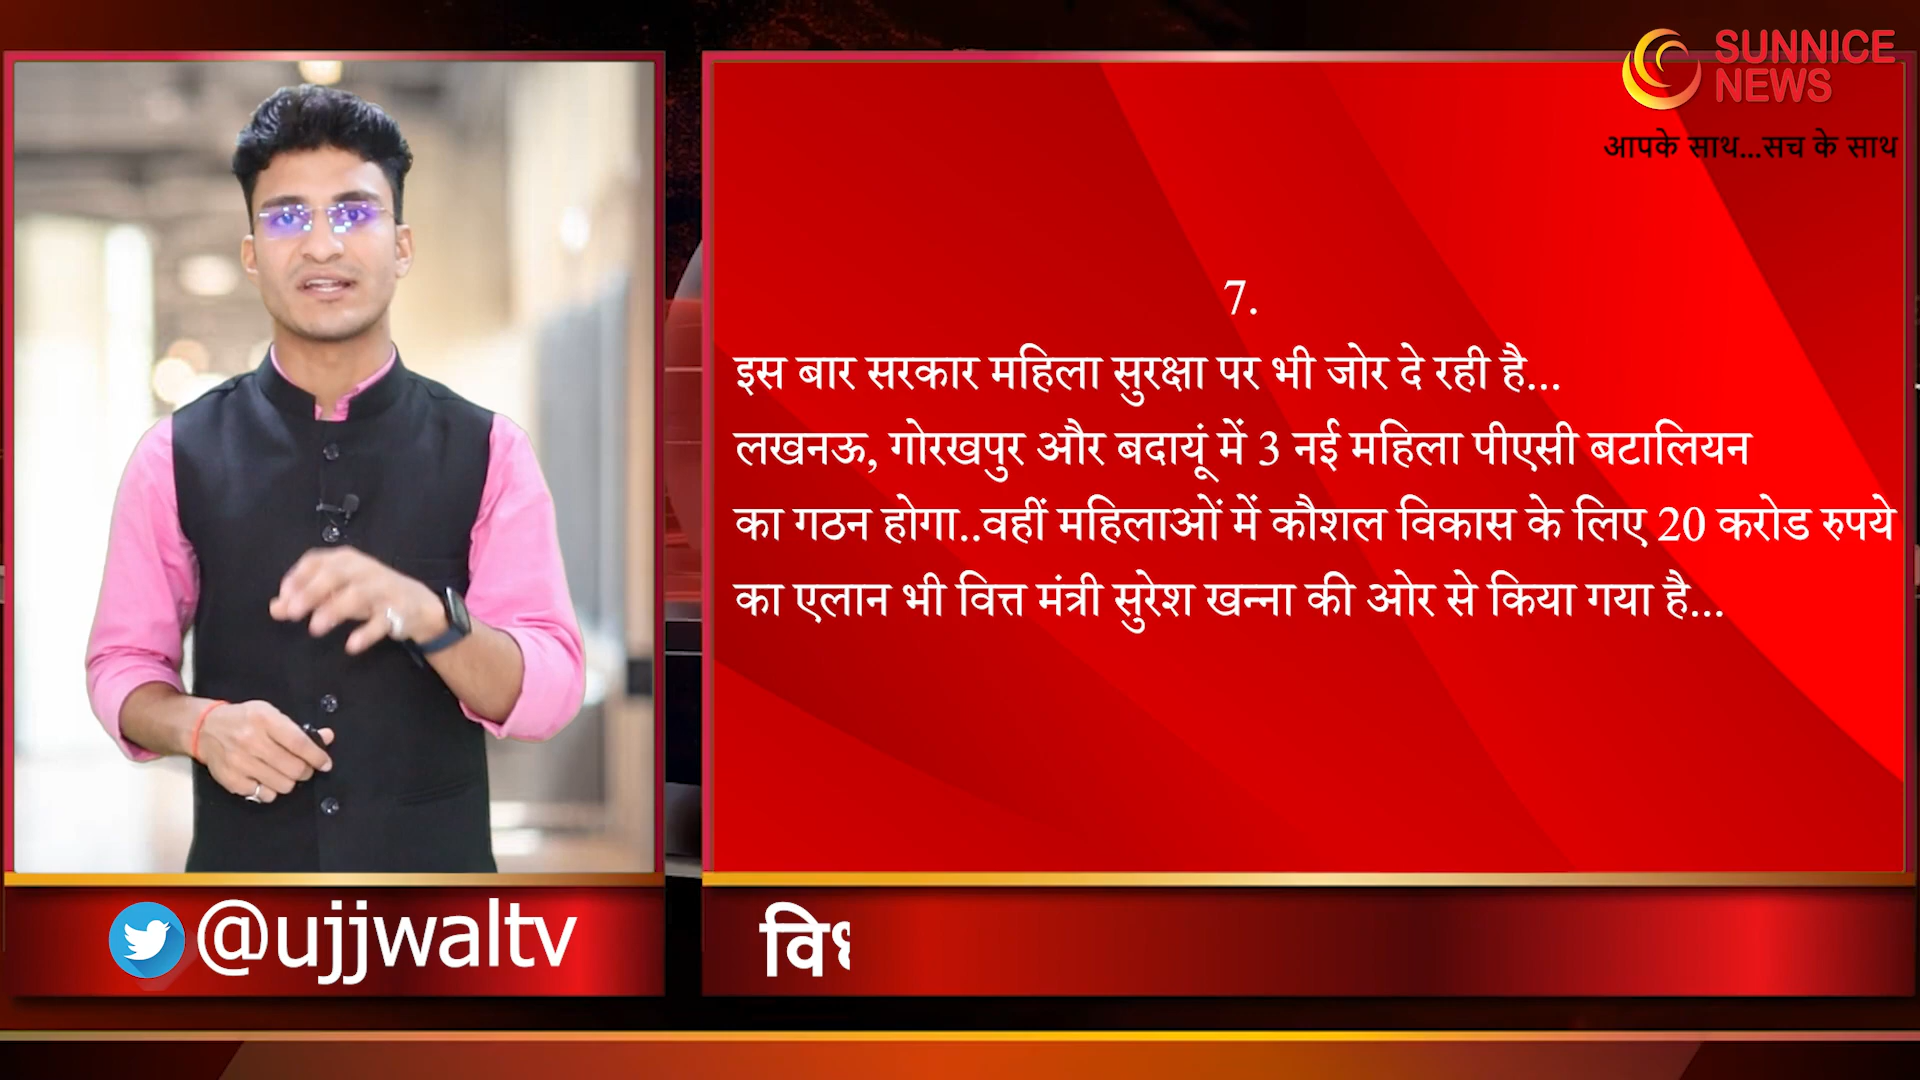 SUNNICE
NEWS
आपके साथ...सच के साथ
7.
इस बार सरकार महिला सुरक्षा पर भी जोर दे रही है...
लखनऊ, गोरखपुर और बदायूं में 3 नई महिला पीएसी बटालियन
का गठन होगा..वहीं महिलाओं में कौशल विकास के लिए 20 करोड रुपये
का एलान भी वित्त मंत्री सुरेश खन्ना की ओर से किया गया है...
@ujjwaltv